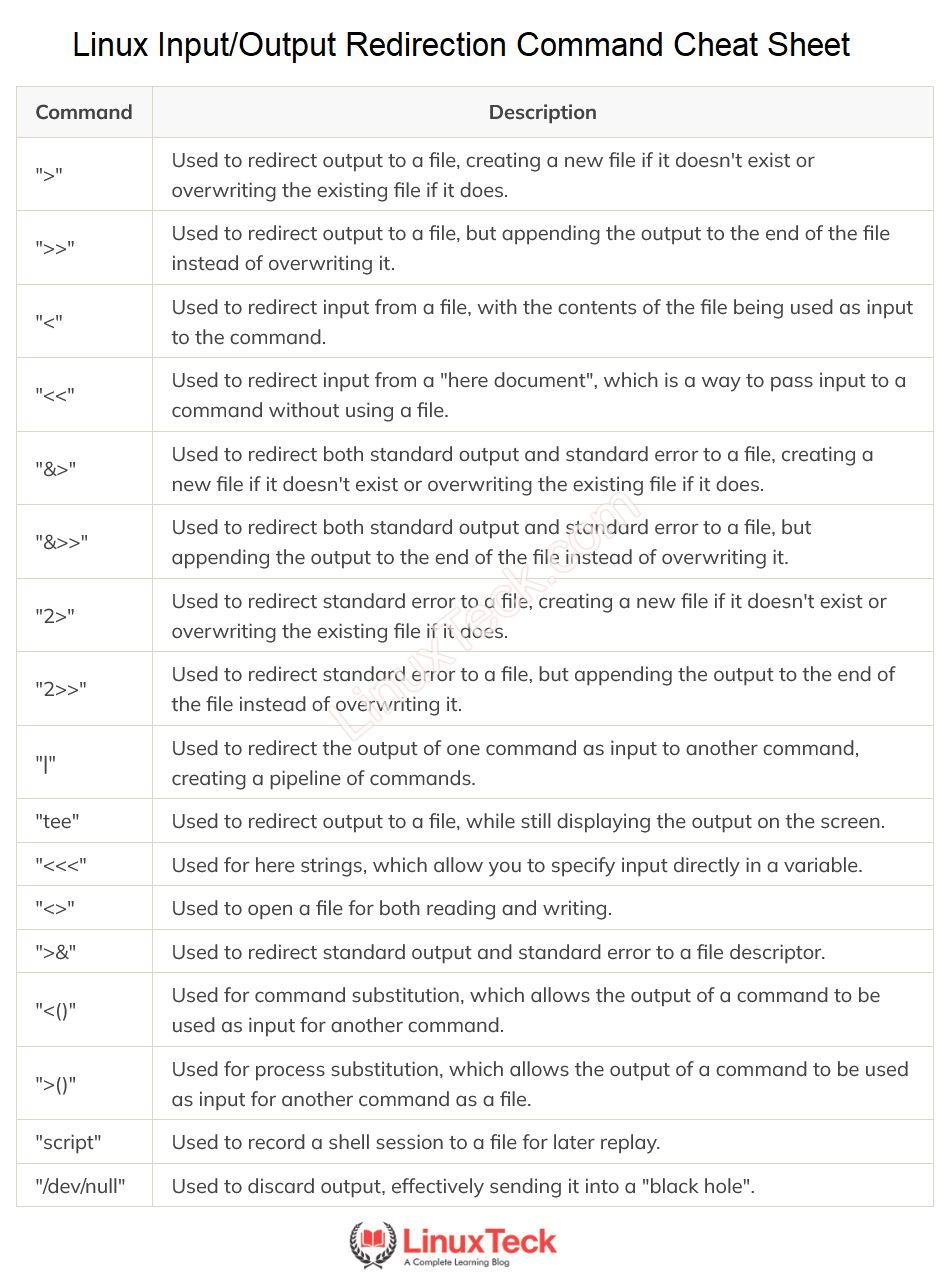 Linux Input/Output Redirection Command Cheat Sheet
Command Description
">" Used to redirect output to a file, creating a new file if it doesn't exist or
overwriting the existing file if it does.
">>" Used to redirect output to a file, but appending the output to the end of the file
instead of overwriting it.
"<" Used to redirect input from a file, with the contents of the file being used as input
to the command.
"<<" Used to redirect input from a "here document", which is a way to pass input to a
command without using a file.
"&>" Used to redirect both standard output and standard error to a file, creating a
new file if it doesn't exist or overwriting the existing file if it does.
"&>>" Used to redirect both standard output and standard error to a file, but
appending the output to the end of the file instead of overwriting it.
"2>" Used to redirect standard error to a file, creating a new file if it doesn't exist or
overwriting the existing file if it does.
"2>>" Used to redirect standard error to a file, but appending the output to the end of
the file instead of overwriting it.
"|" Used to redirect the output of one command as input to another command,
creating a pipeline of commands.
"tee" Used to redirect output to a file, while still displaying the output on the screen.
"<<<" Used for here strings, which allow you to specify input directly in a variable.
"<>" Used to open a file for both reading and writing.
">&" Used to redirect standard output and standard error to a file descriptor.
"<()" Used for command substitution, which allows the output of a command to be
used as input for another command.
">()" Used for process substitution, which allows the output of a command to be used
as input for another command as a file.
"script" Used to record a shell session to a file for later replay.
"/dev/null" Used to discard output, effectively sending it into a "black hole".
LinuxTeck.com
LinuxTeck
A Complete Learning Blog